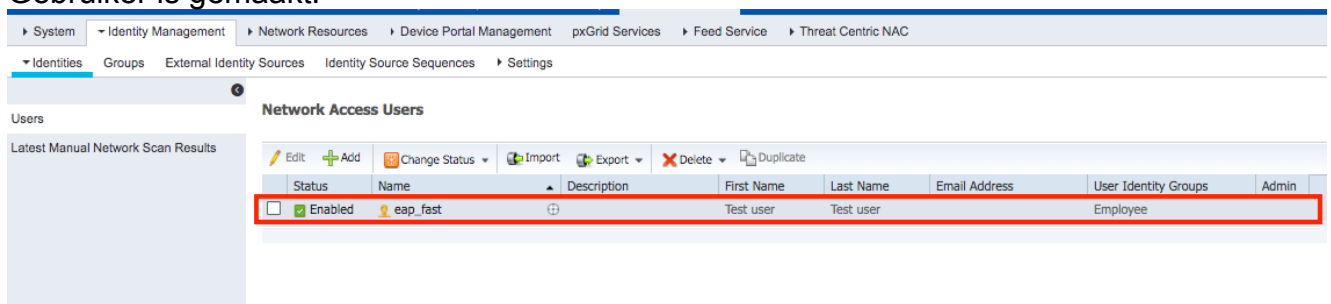 Gebruiker is gemaakt.
System Identity Management Network Resources Device Portal Management pxGrid Services Feed Service Threat Centric NAC
Identities Groups External Identity Sources Identity Source Sequences Settings
Users
Latest Manual Network Scan Results
Network Access Users
Edit Add Change Status Import Export Delete Duplicate
Status Name Description First Name Last Name Email Address User Identity Groups Admin
Enabled eap_fast Test user Test user Employee